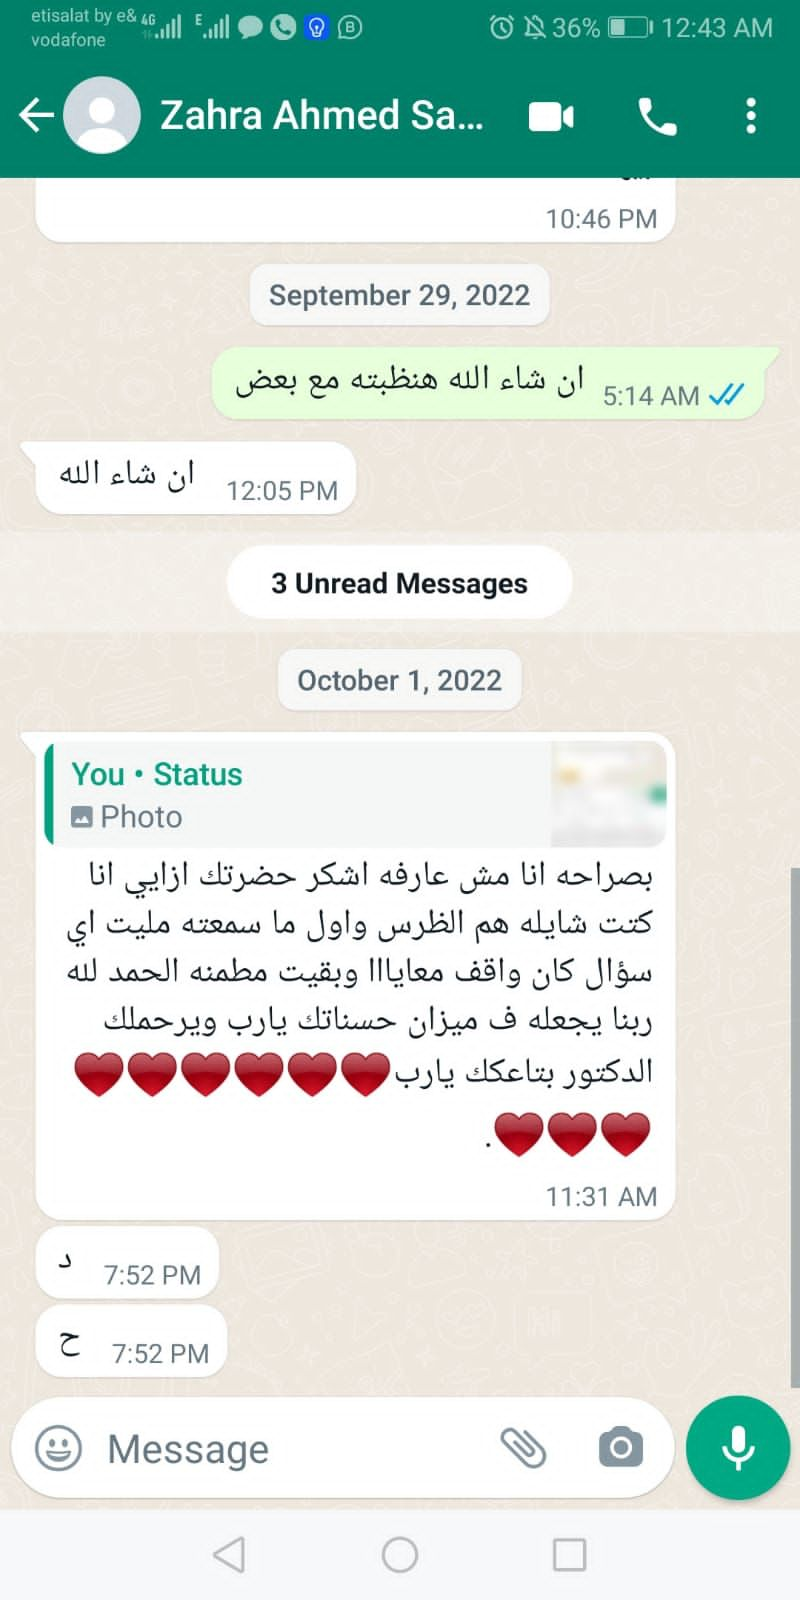 etisalat by e&
vodafone
4G
E
B
36%
12:43 AM
Zahra Ahmed Sa...
10:46 PM
September 29, 2022
ان شاء الله هنظبته مع بعض
5:14 AM
ان شاء الله
12:05 PM
3 Unread Messages
October 1, 2022
You • Status
Photo
بصراحه انا مش عارفه اشكر حضرتك ازايي انا
كتت شايله هم الظرس واول ما سمعته مليت اي
سؤال كان واقف معايااا وبقيت مطمنه الحمد لله
ربنا يجعله ف ميزان حسناتك يارب ويرحملك
الدكتور بتاعكك يارب❤❤❤❤❤❤
❤❤❤.
11:31 AM
د
7:52 PM
ح
7:52 PM
Message